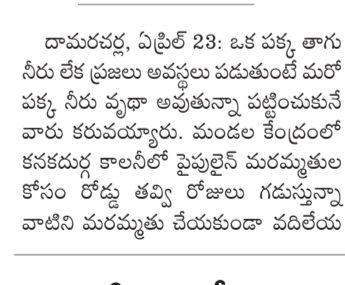 దామరచర్ల, ఏప్రిల్ 23: ఒక పక్క తాగు
నీరు లేక ప్రజలు అవస్థలు పడుతుంటే మరో
పక్క నీరు వృథా అవుతున్నా పట్టించుకునే
వారు కరువయ్యారు. మండల కేంద్రంలో
కనకదుర్గ కాలనీలో పైపులైన్ మరమ్మతుల
కోసం రోడ్డు తవ్వి రోజులు గడుస్తున్నా
వాటిని మరమ్మతు చేయకుండా వదిలేయ